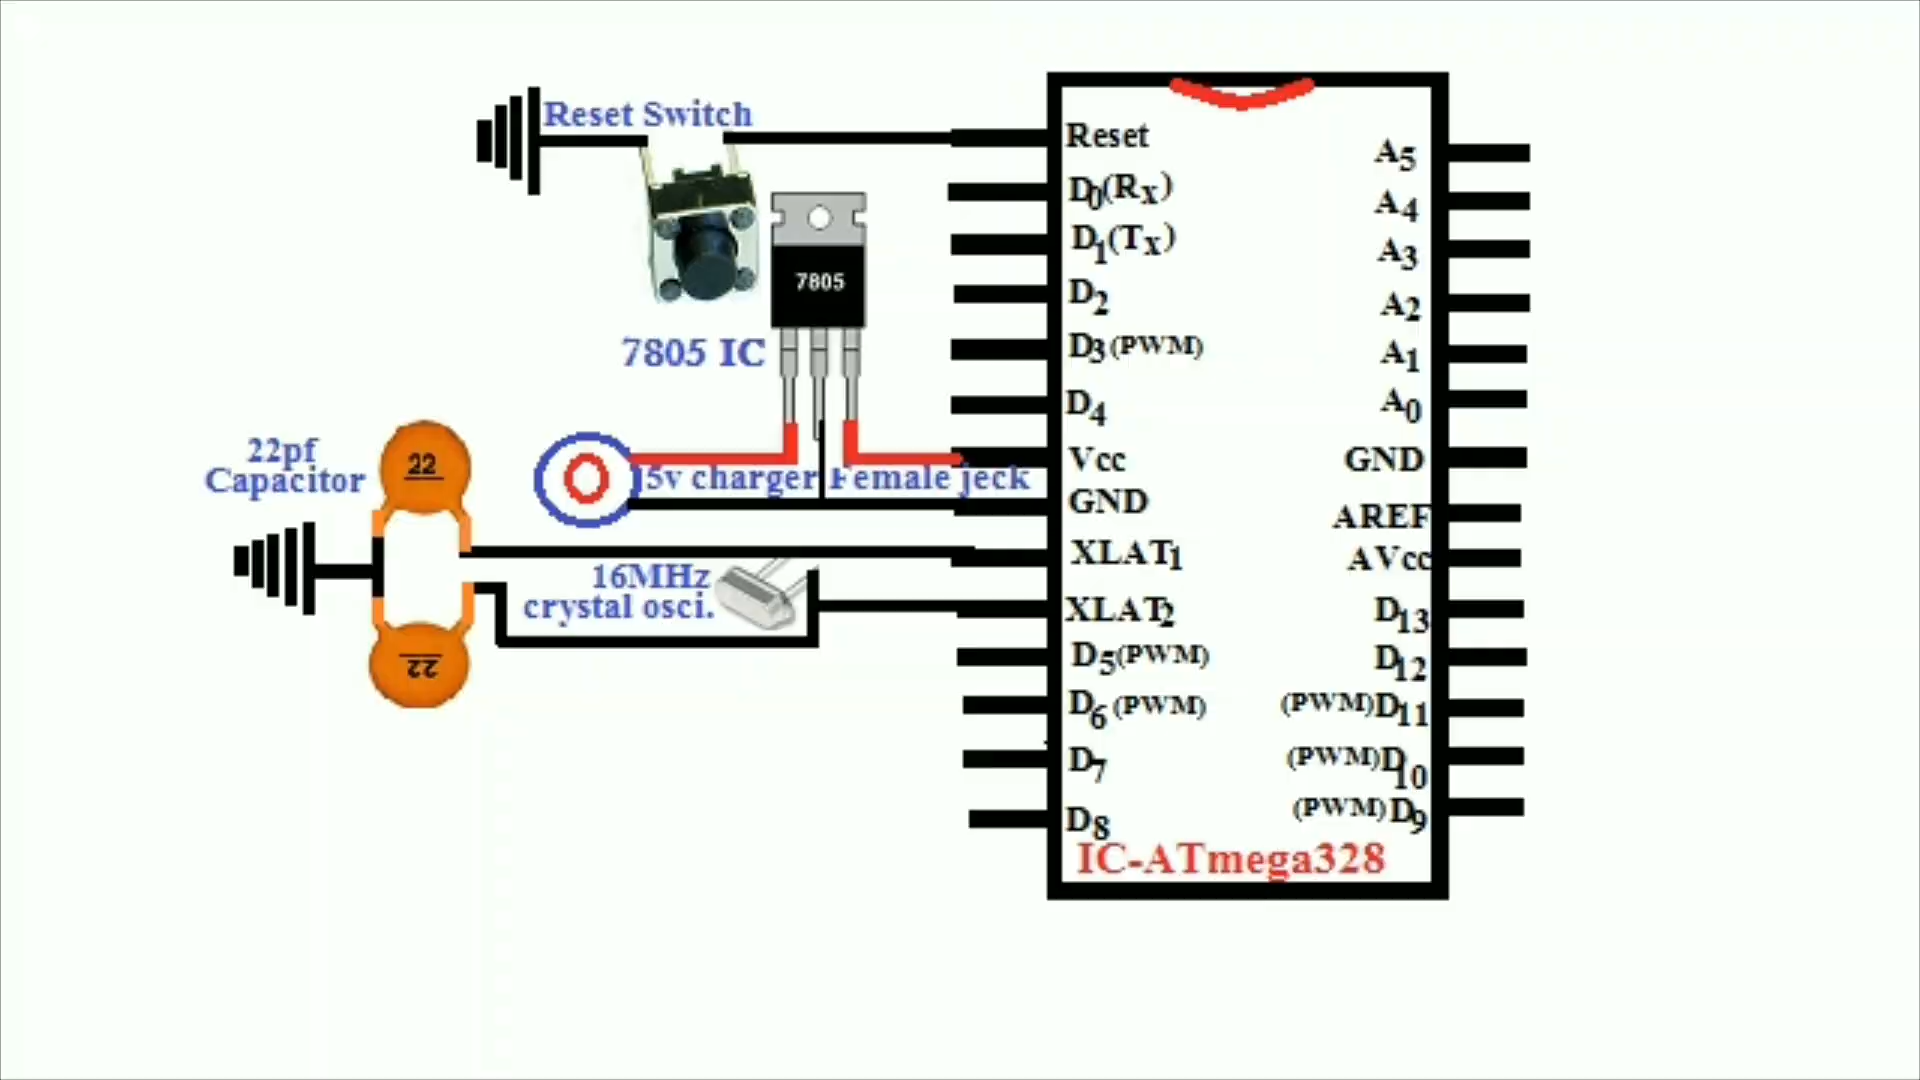 Reset Switch
7805
7805 IC
22pf
Capacitor
22
22
5v charger Female jeck
16MHz
crystal osci.
Reset
D0(RX)
D1(TX)
D2
D3(PWM)
D4
Vcc
GND
XLAT1
XLAT2
D5(PWM)
D6(PWM)
D7
D8
A5
A4
A3
A2
A1
A0
GND
AREF
AVcc
D13
D12
(PWM)D11
(PWM)D10
(PWM)D9
IC-ATmega328